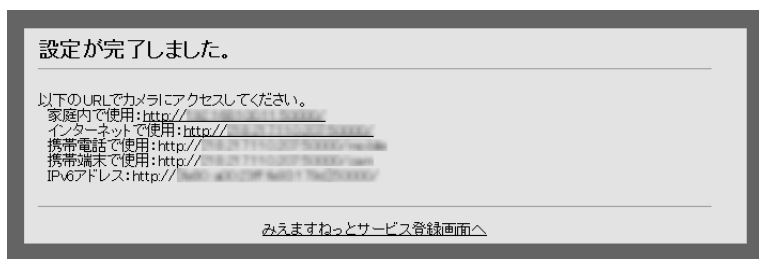 設定が完了しました。
以下のURLでカメラにアクセスしてください。
家庭内で使用:http://
インターネットで使用:http://
携帯電話で使用:http://
携帯端末で使用:http://
IPv6アドレス:http://
みえますねっとサービス登録画面へ